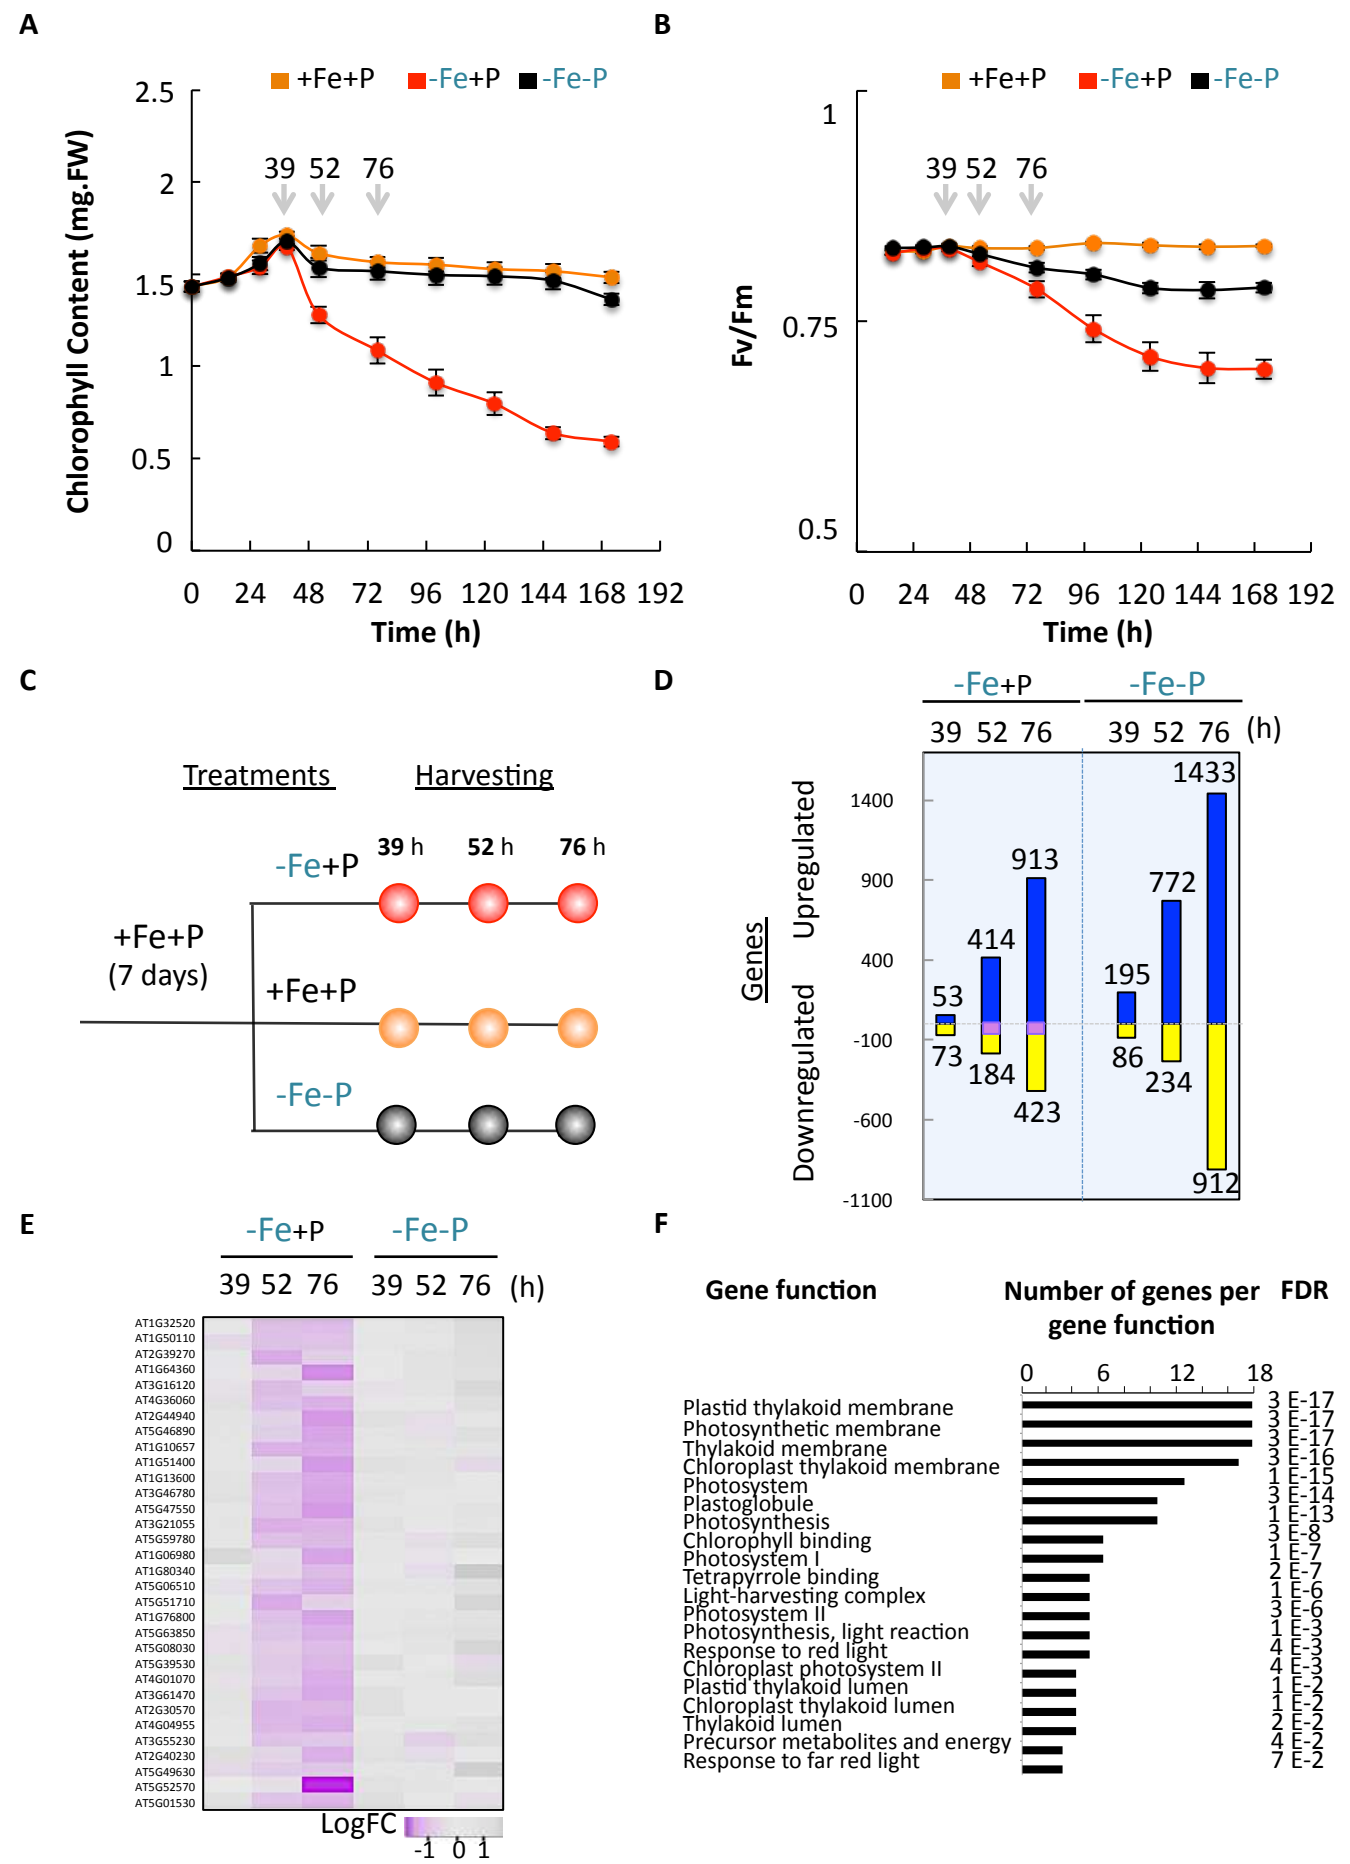 A
+Fe+P -Fe+P -Fe-P
Chlorophyll Content (mg.FW)
2.5
2
1.5
1
0.5
0
39 52 76
0 24 48 72 96 120 144 168 192
Time (h)
B
+Fe+P -Fe+P -Fe-P
Fv/Fm
1
0.75
0.5
39 52 76
0 24 48 72 96 120 144 168 192
Time (h)
C
Treatments Harvesting
39 h 52 h 76 h
-Fe+P
+Fe+P
(7 days)
+Fe+P
-Fe-P
D
-Fe+P -Fe-P
39 52 76 39 52 76 (h)
Genes
Upregulated
Downregulated
1400
900
400
-100
-600
-1100
53 414 913 195 772 1433
73 184 423 86 234 912
E
-Fe+P -Fe-P
39 52 76 39 52 76 (h)
AT1G32520
AT1G50110
AT2G39270
AT1G64360
AT3G16120
AT4G36060
AT2G44940
AT5G46890
AT1G10657
AT1G51400
AT1G13600
AT3G46780
AT5G47550
AT3G21055
AT5G59780
AT1G06980
AT1G80340
AT5G06510
AT5G51710
AT1G76800
AT5G63850
AT5G08030
AT5G39530
AT4G01070
AT3G61470
AT2G30570
AT4G04955
AT3G55230
AT2G40230
AT5G49630
AT5G52570
AT5G01530
LogFC
-1 0 1
F
Gene function Number of genes per gene function FDR
0 6 12 18
Plastid thylakoid membrane 3 E-17
Photosynthetic membrane 3 E-17
Thylakoid membrane 3 E-17
Chloroplast thylakoid membrane 3 E-16
Photosystem 1 E-15
Plastoglobule 3 E-14
Photosynthesis 1 E-13
Chlorophyll binding 3 E-8
Photosystem I 1 E-7
Tetrapyrrole binding 2 E-7
Light-harvesting complex 1 E-6
Photosystem II 3 E-6
Photosynthesis, light reaction 1 E-3
Response to red light 4 E-3
Chloroplast photosystem II 4 E-3
Plastid thylakoid lumen 1 E-2
Chloroplast thylakoid lumen 1 E-2
Thylakoid lumen 2 E-2
Precursor metabolites and energy 4 E-2
Response to far red light 7 E-2